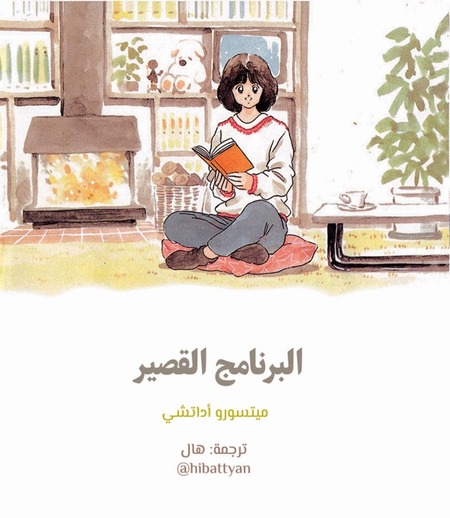 البرنامج القصير
ميتسورو أداتشي
ترجمة: هال
@hibattyan